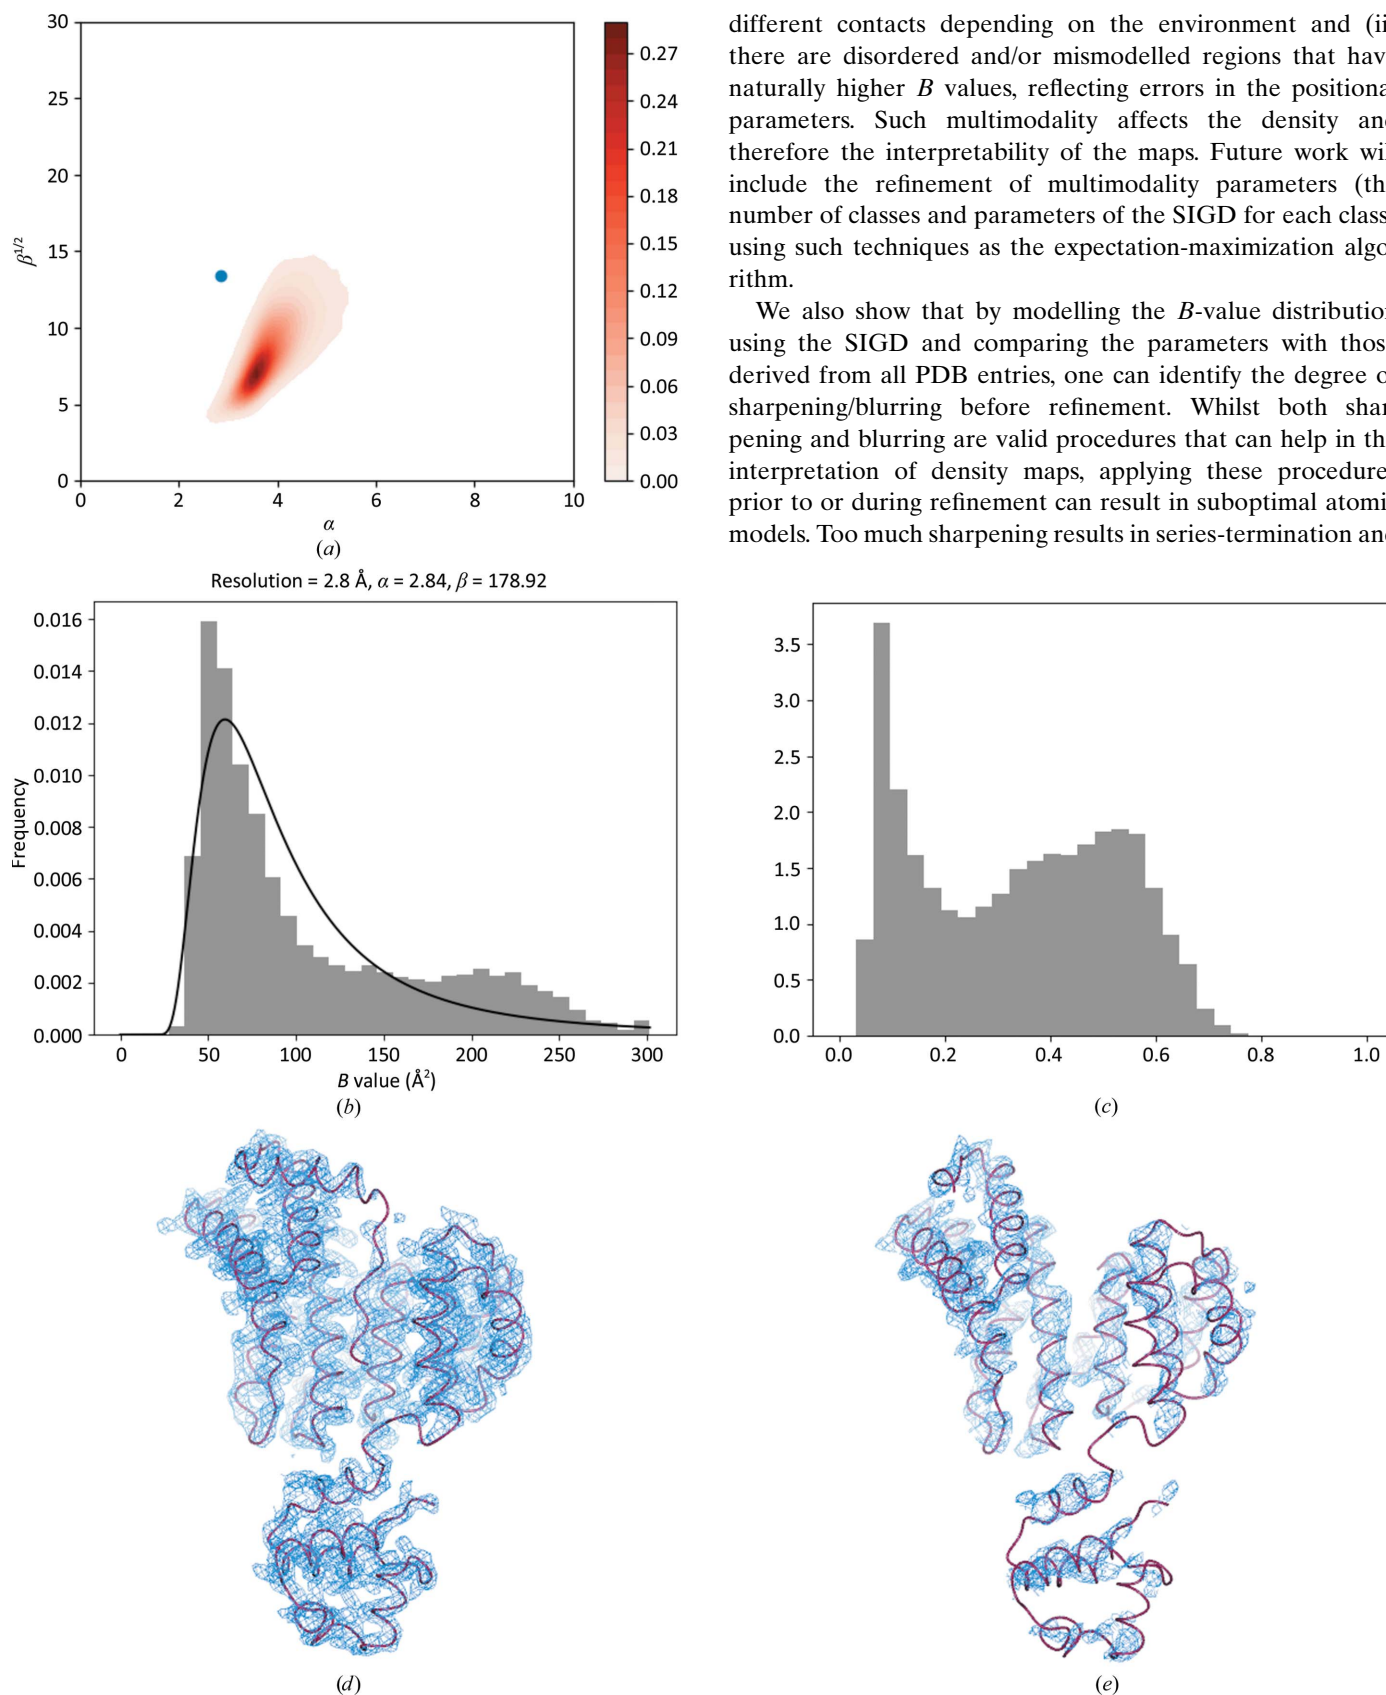 30
25
20
15
10
5
0
β1/2
0 2 4 6 8 10
α
(a)
0.27
0.24
0.21
0.18
0.15
0.12
0.09
0.06
0.03
0.00
different contacts depending on the environment and (ii
there are disordered and/or mismodelled regions that hav
naturally higher B values, reflecting errors in the positiona
parameters. Such multimodality affects the density an
therefore the interpretability of the maps. Future work wil
include the refinement of multimodality parameters (th
number of classes and parameters of the SIGD for each class
using such techniques as the expectation-maximization algo
rithm.
We also show that by modelling the B-value distribution
using the SIGD and comparing the parameters with thos
derived from all PDB entries, one can identify the degree o
sharpening/blurring before refinement. Whilst both shar
pening and blurring are valid procedures that can help in th
interpretation of density maps, applying these procedure
prior to or during refinement can result in suboptimal atomi
models. Too much sharpening results in series-termination an
Resolution = 2.8 Å, α = 2.84, β = 178.92
0.016
0.014
0.012
0.010
0.008
0.006
0.004
0.002
0.000
Frequency
0 50 100 150 200 250 300
B value (Å2)
(b)
3.5
3.0
2.5
2.0
1.5
1.0
0.5
0.0
0.0 0.2 0.4 0.6 0.8 1.0
(c)
(d)
(e)